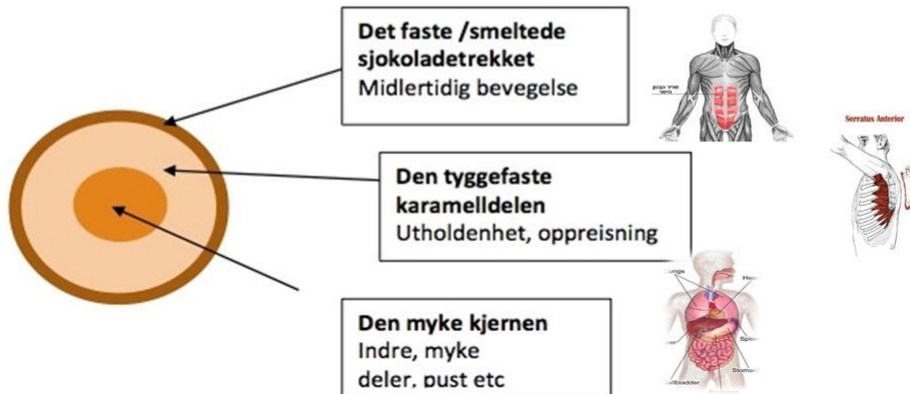 Det faste /smeltede
sjokoladetrekket
Midlertidig bevegelse
Serratus Anterior
Den tyggefaste
karamelldelen
Utholdenhet, oppreisning
Den myke kjernen
Indre, myke
deler, pust etc